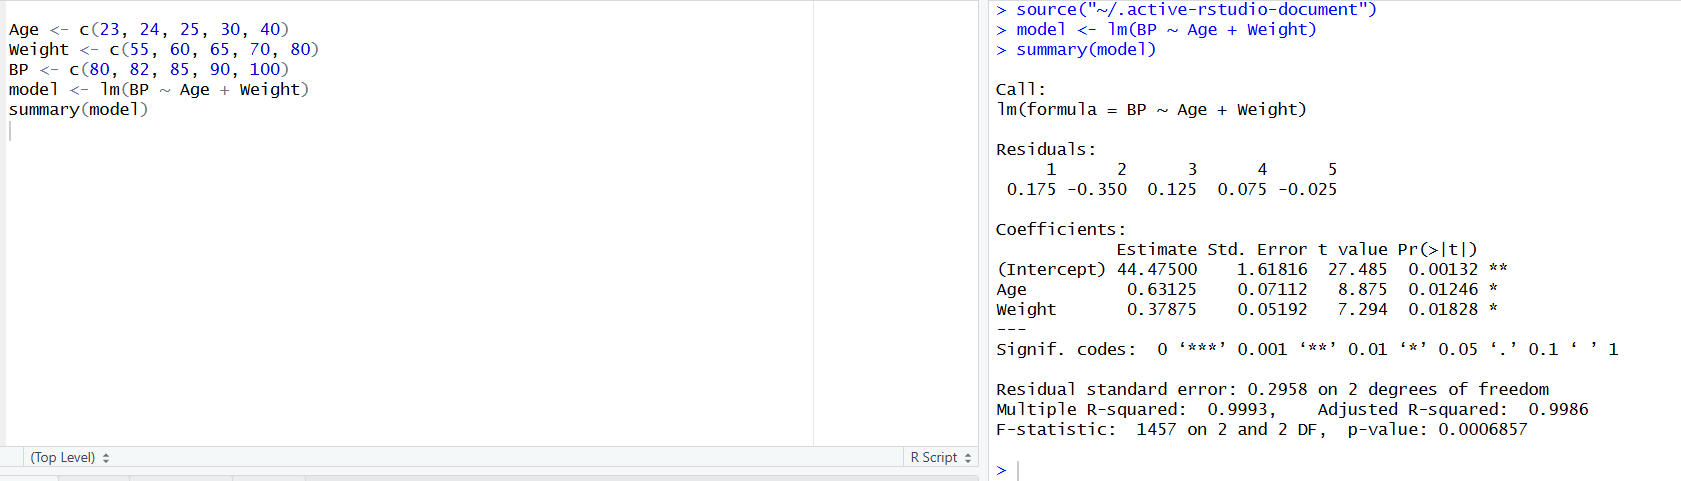 Age <- c(23, 24, 25, 30, 40)
Weight <- c(55, 60, 65, 70, 80)
BP <- c(80, 82, 85, 90, 100)
model <- lm(BP ~ Age + Weight)
summary(model)
(Top Level)
R Script
> source("~/.active-rstudio-document")
> model <- lm(BP ~ Age + Weight)
> summary(model)
Call:
lm(formula = BP ~ Age + Weight)
Residuals:
     1      2      3      4      5
 0.175 -0.350  0.125  0.075 -0.025
Coefficients:
            Estimate Std. Error t value Pr(>|t|)
(Intercept) 44.47500    1.61816  27.485  0.00132 **
Age          0.63125    0.07112   8.875  0.01246 *
Weight       0.37875    0.05192   7.294  0.01828 *
---
Signif. codes:  0 ‘***’ 0.001 ‘**’ 0.01 ‘*’ 0.05 ‘.’ 0.1 ‘ ’ 1
Residual standard error: 0.2958 on 2 degrees of freedom
Multiple R-squared:  0.9993,    Adjusted R-squared:  0.9986
F-statistic:  1457 on 2 and 2 DF,  p-value: 0.0006857
>